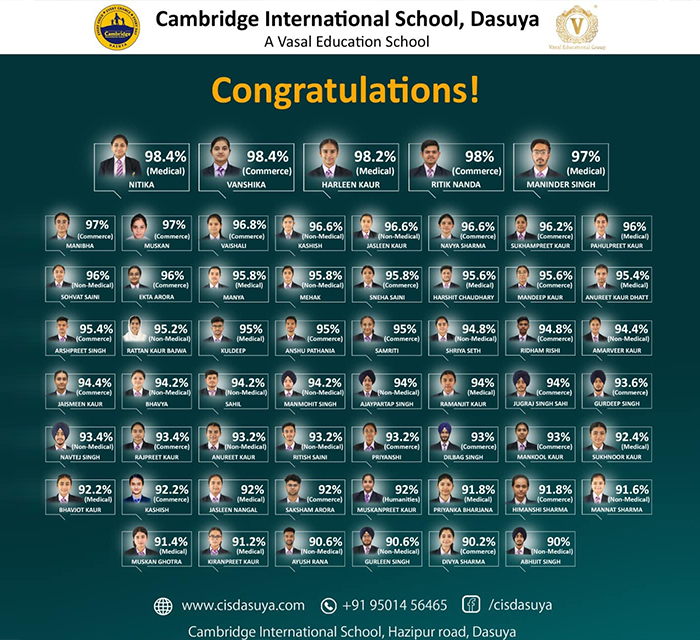 Cambridge International School, Dasuya
A Vasal Education School
Cambridge
DASUYA
V
Vasal Educational Group
Congratulations!
98.4%
(Medical)
NITIKA
98.4%
(Commerce)
VANSHIKA
98.2%
(Medical)
HARLEEN KAUR
98%
(Commerce)
RITIK NANDA
97%
(Medical)
MANINDER SINGH
97%
(Commerce)
MANIBHA
97%
(Commerce)
MUSKAN
96.8%
(Commerce)
VAISHALI
96.6%
(Non-Medical)
KASHISH
96.6%
(Non-Medical)
JASLEEN KAUR
96.6%
(Commerce)
NAVYA SHARMA
96.2%
(Commerce)
SUKHAMPREET KAUR
96%
(Medical)
PAHULPREET KAUR
96%
(Non-Medical)
SOHVAT SAINI
96%
(Commerce)
EKTA ARORA
95.8%
(Medical)
MANYA
95.8%
(Non-Medical)
MEHAK
95.8%
(Commerce)
SNEHA SAINI
95.6%
(Medical)
HARSHIT CHAUDHARY
95.6%
(Commerce)
MANDEEP KAUR
95.4%
(Medical)
ANUREET KAUR DHATT
95.4%
(Commerce)
ARSHPREET SINGH
95.2%
(Non-Medical)
RATTAN KAUR BAJWA
95%
(Medical)
KULDEEP
95%
(Commerce)
ANSHU PATHANIA
95%
(Commerce)
SAMRITI
94.8%
(Non-Medical)
SHRIYA SETH
94.8%
(Commerce)
RIDHAM RISHI
94.4%
(Non-Medical)
AMARVEER KAUR
94.4%
(Commerce)
JAISMEEN KAUR
94.2%
(Non-Medical)
BHAVYA
94.2%
(Non-Medical)
SAHIL
94.2%
(Non-Medical)
MANMOHIT SINGH
94%
(Medical)
AJAYPARTAP SINGH
94%
(Medical)
RAMANJIT KAUR
94%
(Commerce)
JUGRAJ SINGH SAHI
93.6%
(Commerce)
GURDEEP SINGH
93.4%
(Non-Medical)
NAVTEJ SINGH
93.4%
(Commerce)
RAJPREET KAUR
93.2%
(Non-Medical)
ANUREET KAUR
93.2%
(Non-Medical)
RITISH SAINI
93.2%
(Commerce)
PRIYANSHI
93%
(Commerce)
DILBAG SINGH
93%
(Commerce)
MANKOOL KAUR
92.4%
(Medical)
SUKHNOOR KAUR
92.2%
(Medical)
BHAVJOT KAUR
92.2%
(Commerce)
KASHISH
92%
(Medical)
JASLEEN NANGAL
92%
(Commerce)
SAKSHAM ARORA
92%
(Humanities)
MUSKANPREET KAUR
91.8%
(Medical)
PRIYANKA BHARJANA
91.8%
(Commerce)
HIMANSHI SHARMA
91.6%
(Non-Medical)
MANNAT SHARMA
91.4%
(Medical)
MUSKAN GHOTRA
91.2%
(Medical)
KIRANPREET KAUR
90.6%
(Non-Medical)
AYUSH RANA
90.6%
(Non-Medical)
GURLEEN SINGH
90.2%
(Commerce)
DIVYA SHARMA
90%
(Non-Medical)
ABHIJIT SINGH
www.cisdasuya.com +91 95014 56465 /cisdasuya
Cambridge International School, Hazipur road, Dasuya